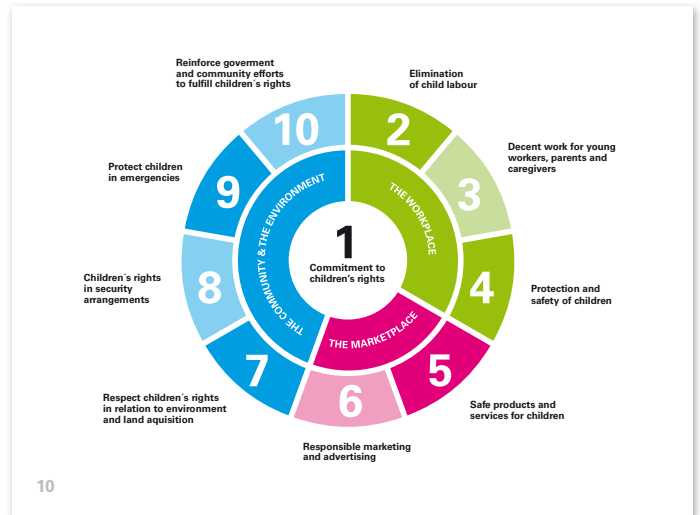 Reinforce goverment
and community efforts
to fulfill children´s rights
10
Elimination
of child labour
2
Decent work for young
workers, parents and
caregivers
3
Protection and
safety of children
4
Safe products and
services for children
5
Responsible marketing
and advertising
6
Respect children´s rights
in relation to environment
and land aquisition
7
Children´s rights
in security
arrangements
8
Protect children
in emergencies
9
THE COMMUNITY & THE ENVIRONMENT
THE WORKPLACE
THE MARKETPLACE
1
Commitment to
children's rights
10